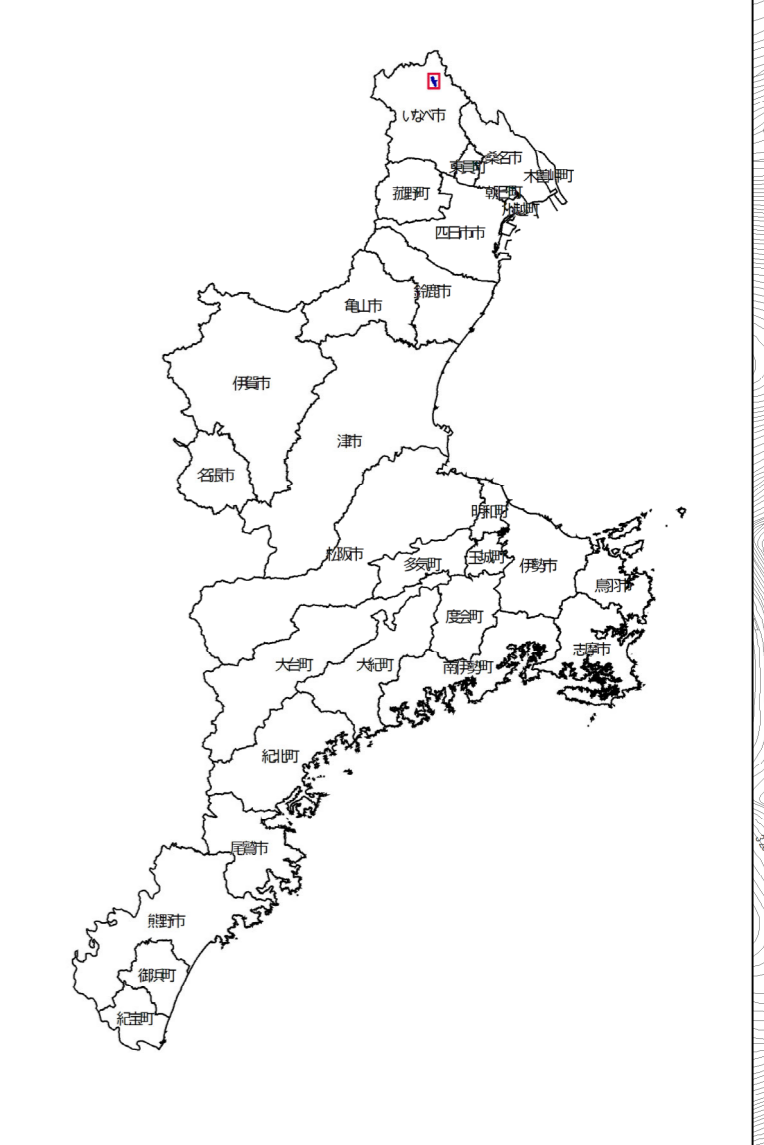 いなべ市
桑名市
東員町
木曽岬町
菰野町
朝日町
川越町
四日市市
鈴鹿市
亀山市
伊賀市
津市
名張市
明和町
松阪市
多気町
玉城町
伊勢市
鳥羽市
度会町
志摩市
大台町
大紀町
南伊勢町
紀北町
尾鷲市
熊野市
御浜町
紀宝町